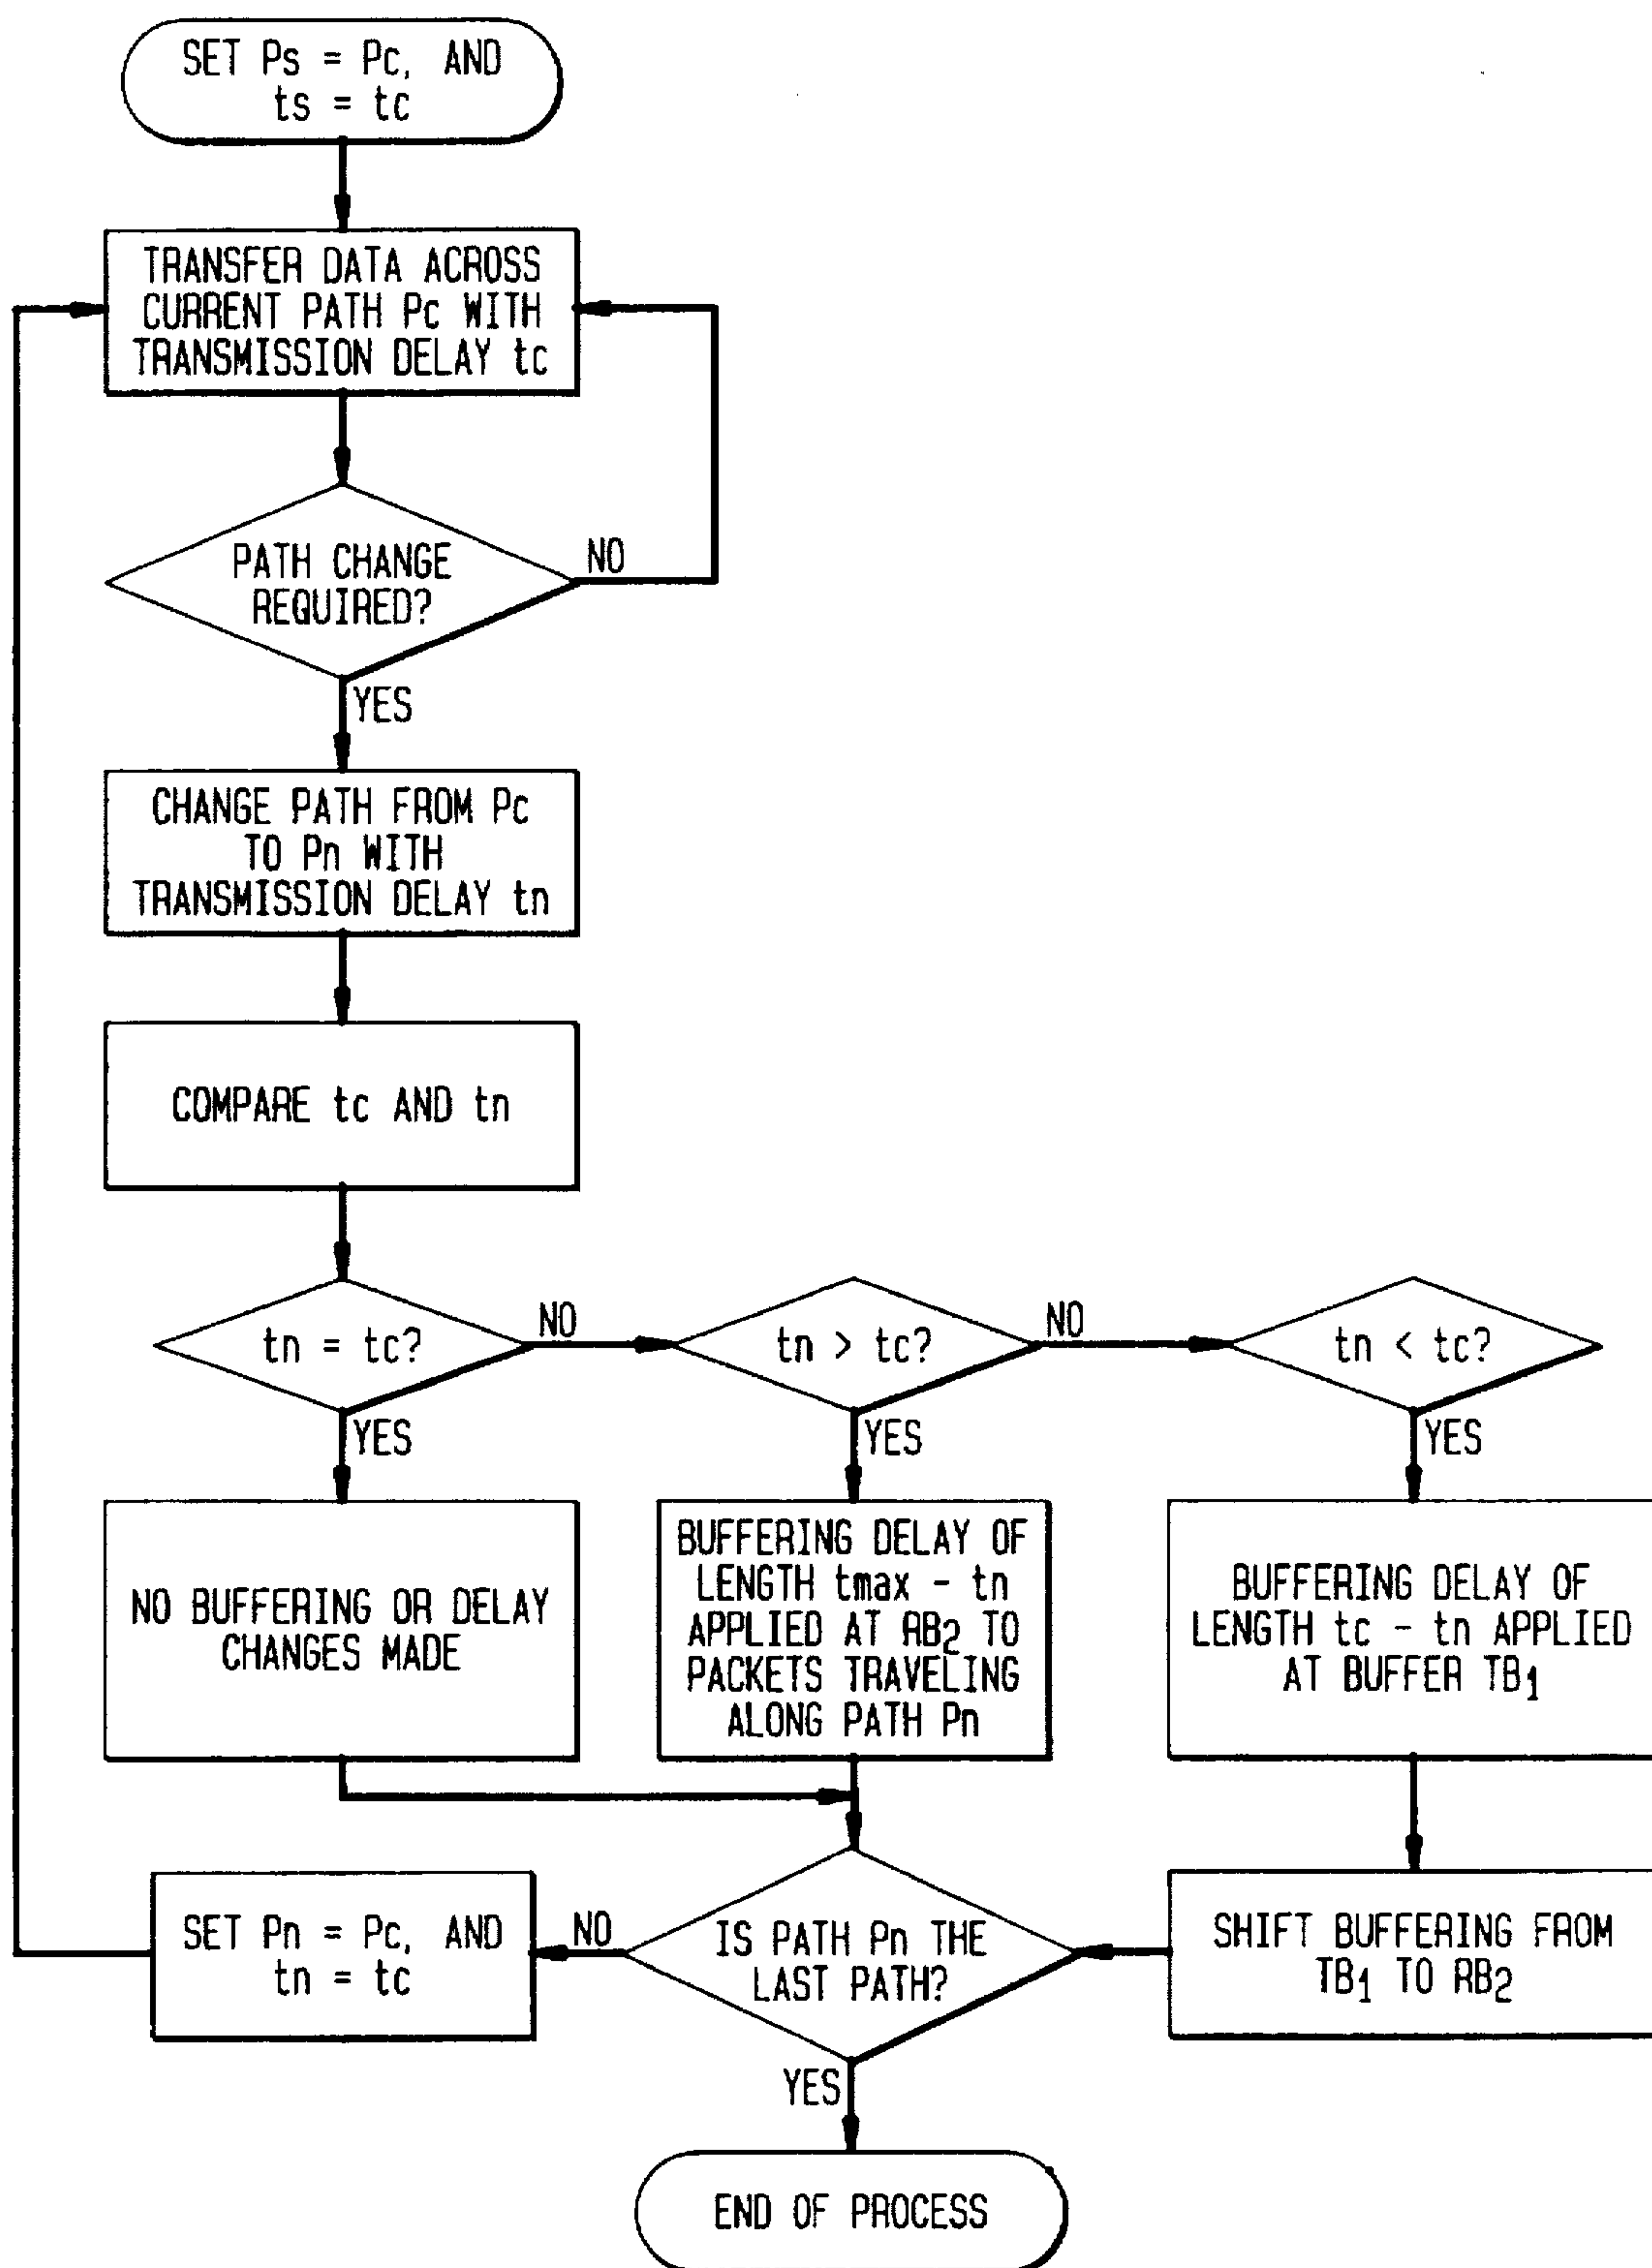 SET Ps = Pc, AND
ts = tc
TRANSFER DATA ACROSS
CURRENT PATH Pc WITH
TRANSMISSION DELAY tc
PATH CHANGE
REQUIRED?
NO
YES
CHANGE PATH FROM Pc
TO Pn WITH
TRANSMISSION DELAY tn
COMPARE tc AND tn
tn = tc?
NO
tn > tc?
NO
tn < tc?
YES
YES
YES
NO BUFFERING OR DELAY
CHANGES MADE
BUFFERING DELAY OF
LENGTH tmax - tn
APPLIED AT RB2 TO
PACKETS TRAVELING
ALONG PATH Pn
BUFFERING DELAY OF
LENGTH tc - tn APPLIED
AT BUFFER TB1
SET Pn = Pc, AND
tn = tc
NO
IS PATH Pn THE
LAST PATH?
SHIFT BUFFERING FROM
TB1 TO RB2
YES
END OF PROCESS